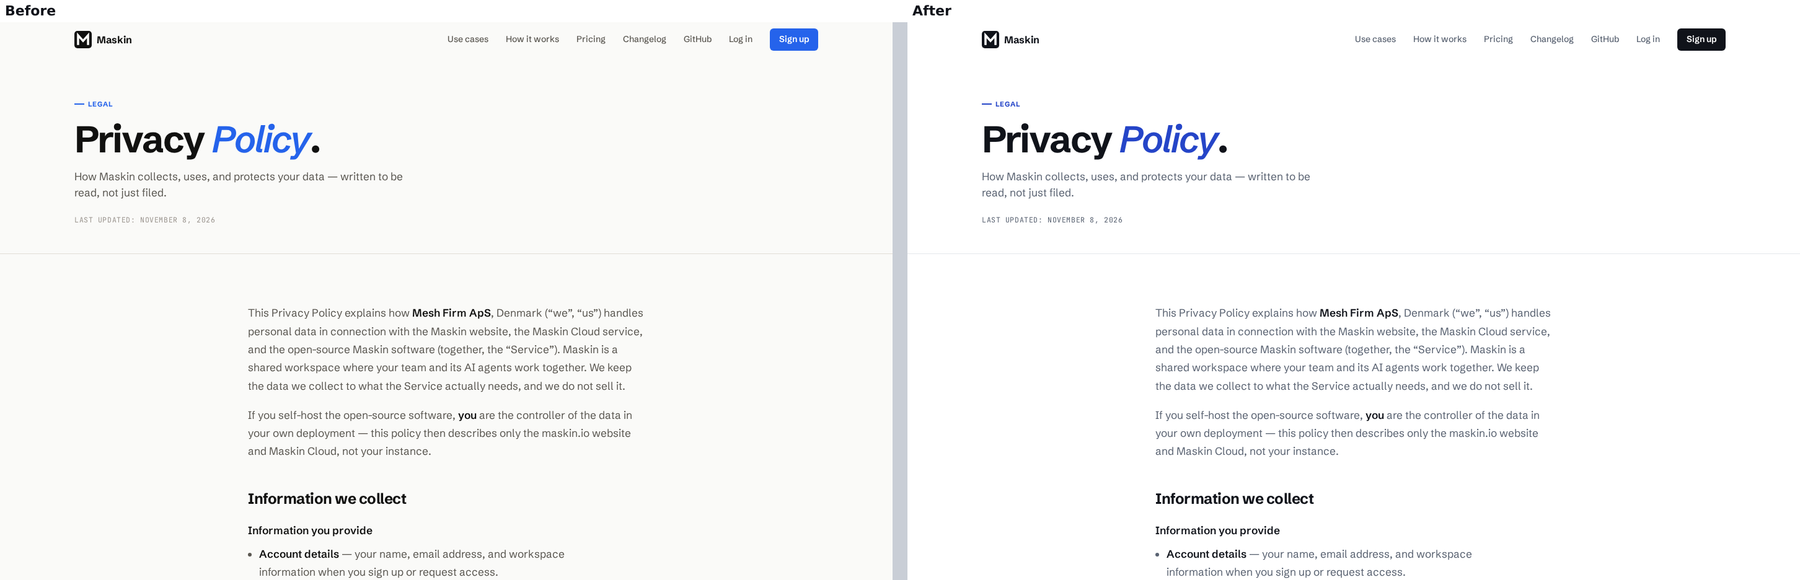 Before
Maskin
Use cases How it works Pricing Changelog GitHub Log in Sign up
LEGAL
Privacy Policy.
How Maskin collects, uses, and protects your data — written to be
read, not just filed.
LAST UPDATED: NOVEMBER 8, 2026
This Privacy Policy explains how Mesh Firm ApS, Denmark (“we”, “us”) handles
personal data in connection with the Maskin website, the Maskin Cloud service,
and the open-source Maskin software (together, the “Service”). Maskin is a
shared workspace where your team and its AI agents work together. We keep
the data we collect to what the Service actually needs, and we do not sell it.
If you self-host the open-source software, you are the controller of the data in
your own deployment — this policy then describes only the maskin.io website
and Maskin Cloud, not your instance.
Information we collect
Information you provide
• Account details — your name, email address, and workspace
information when you sign up or request access.
After
Maskin
Use cases How it works Pricing Changelog GitHub Log in Sign up
LEGAL
Privacy Policy.
How Maskin collects, uses, and protects your data — written to be
read, not just filed.
LAST UPDATED: NOVEMBER 8, 2026
This Privacy Policy explains how Mesh Firm ApS, Denmark (“we”, “us”) handles
personal data in connection with the Maskin website, the Maskin Cloud service,
and the open-source Maskin software (together, the “Service”). Maskin is a
shared workspace where your team and its AI agents work together. We keep
the data we collect to what the Service actually needs, and we do not sell it.
If you self-host the open-source software, you are the controller of the data in
your own deployment — this policy then describes only the maskin.io website
and Maskin Cloud, not your instance.
Information we collect
Information you provide
• Account details — your name, email address, and workspace
information when you sign up or request access.